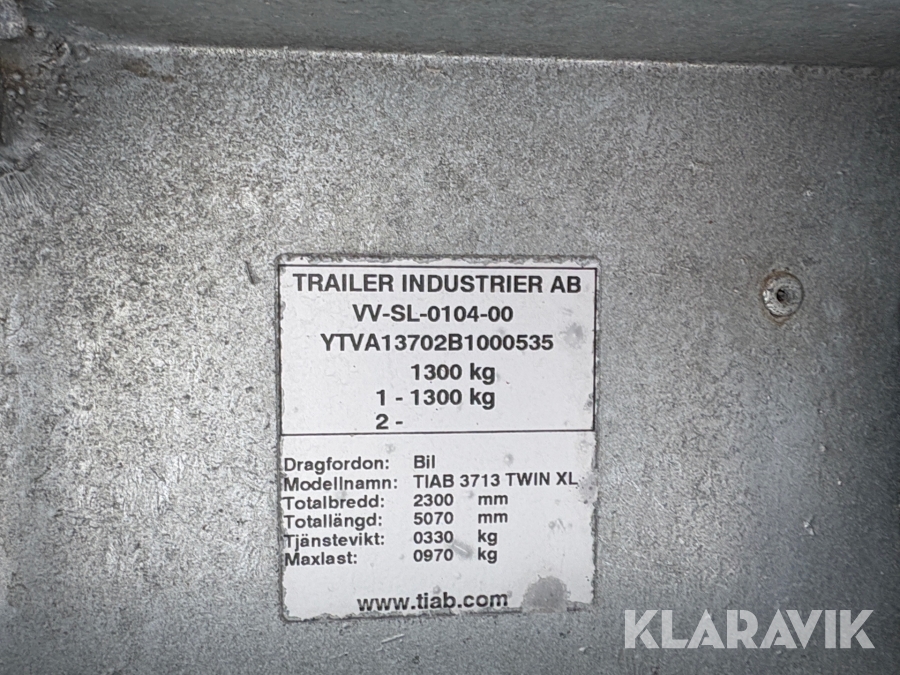 TRAILER INDUSTRIER AB
VV-SL-0104-00
YTVA13702B1000535
1300 kg
1 - 1300 kg
2 -
Dragfordon: Bil
Modellnamn: TIAB 3713 TWIN XL
Totalbredd: 2300 mm
Totallängd: 5070 mm
Tjänstevikt: 0330 kg
Maxlast: 0970 kg
www.tiab.com
KLARAVIK